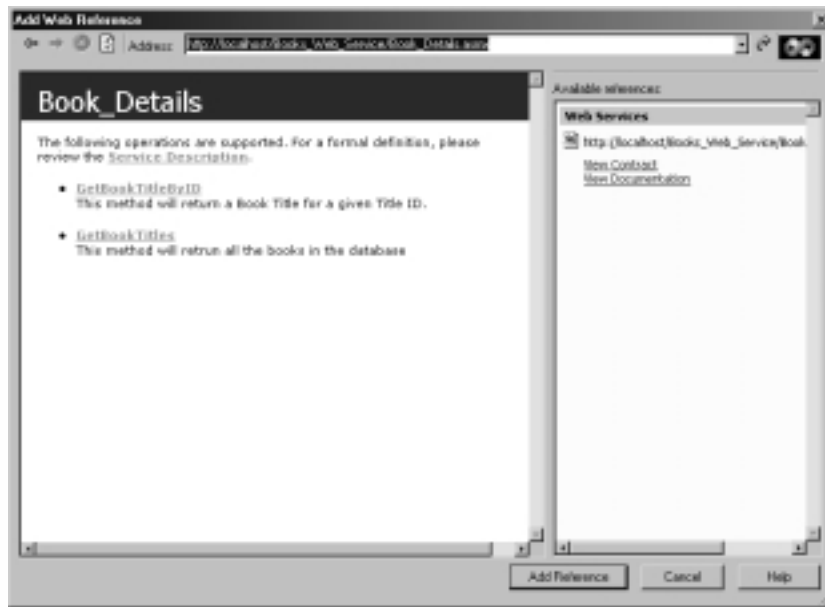 Add Web Reference
Address: http://localhost/Books_Web_Service/Book_Details.asmx
Book_Details
The following operations are supported. For a formal definition, please
review the Service Description.
GetBookTitleByID
This method will return a Book Title for a given Title ID.
GetBookTitles
This method will retrun all the books in the database
Available references:
Web Services
http://localhost/Books_Web_Service/Book
View Contract
View Documentation
Add Reference
Cancel
Help